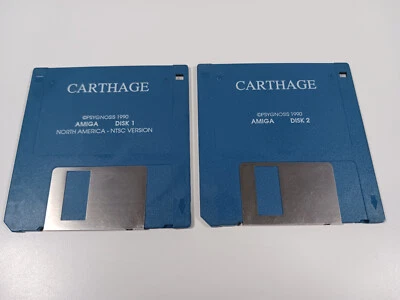 CARTHAGE
©PSYGNOSIS 1990
AMIGA DISK 1
NORTH AMERICA - NTSC VERSION
CARTHAGE
©PSYGNOSIS 1990
AMIGA DISK 2